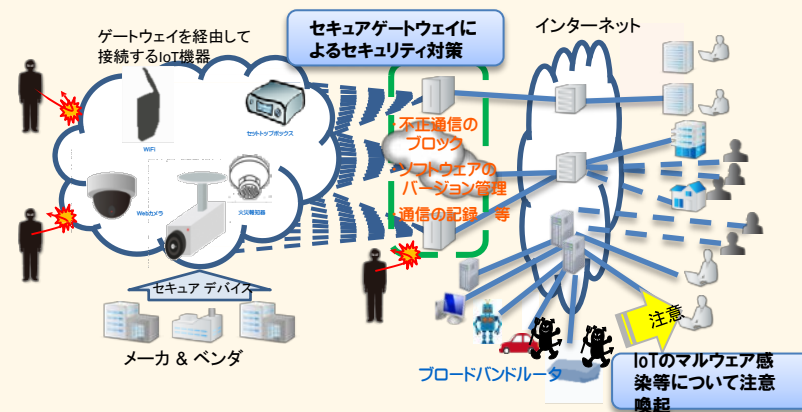 ゲートウェイを経由して
接続するIoT機器
セキュアゲートウェイに
よるセキュリティ対策
インターネット
WiFi
セットトップボックス
Webカメラ
火災報知器
不正通信の
ブロック
ソフトウェアの
バージョン管理
通信の記録 等
セキュア デバイス
メーカ & ベンダ
ブロードバンドルータ
注意
IoTのマルウェア感
染等について注意
喚起